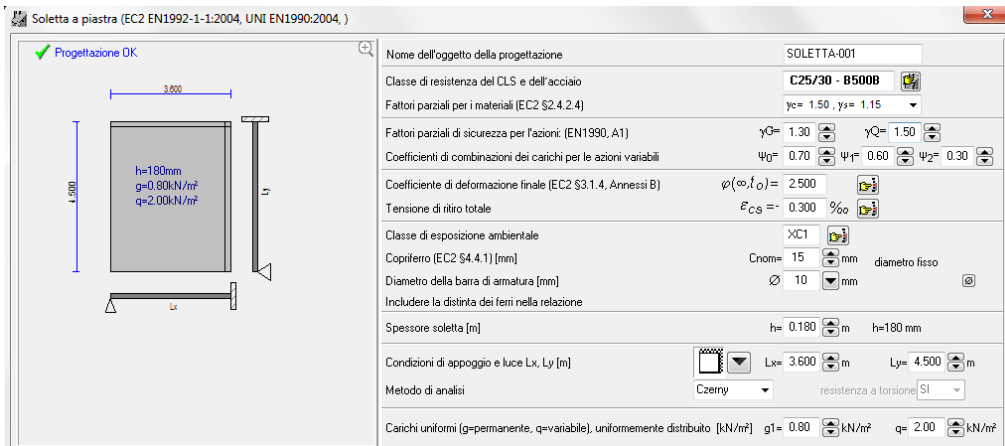 Soletta a piastra (EC2 EN1992-1-1:2004, UNI EN1990:2004, )
Progettazione OK
3.600
4.500
h=180mm
g=0.80kN/m²
q=2.00kN/m²
Ly
Lx
Nome dell'oggetto della progettazione SOLETTA-001
Classe di resistenza del CLS e dell'acciaio C25/30 - B500B
Fattori parziali per i materiali (EC2 §2.4.2.4) γc= 1.50 , γs= 1.15
Fattori parziali di sicurezza per l'azioni: (EN1990, A1) γG= 1.30 γQ= 1.50
Coefficienti di combinazioni dei carichi per le azioni variabili Ψ0= 0.70 Ψ1= 0.60 Ψ2= 0.30
Coefficiente di deformazione finale (EC2 §3.1.4, Annessi B) φ(∞,to)= 2.500
Tensione di ritiro totale εcs =- 0.300 ‰
Classe di esposizione ambientale XC1
Copriferro (EC2 §4.4.1) [mm] Cnom= 15 mm diametro fisso
Diametro della barra di armatura [mm] Ø 10 mm Ø
Includere la distinta dei ferri nella relazione
Spessore soletta [m] h= 0.180 m h=180 mm
Condizioni di appoggio e luce Lx, Ly [m] Lx= 3.600 m Ly= 4.500 m
Metodo di analisi Czerny resistenza a torsione SI
Carichi uniformi (g=permanente, q=variabile), uniformemente distribuito [kN/m²] g1= 0.80 kN/m² q= 2.00 kN/m²